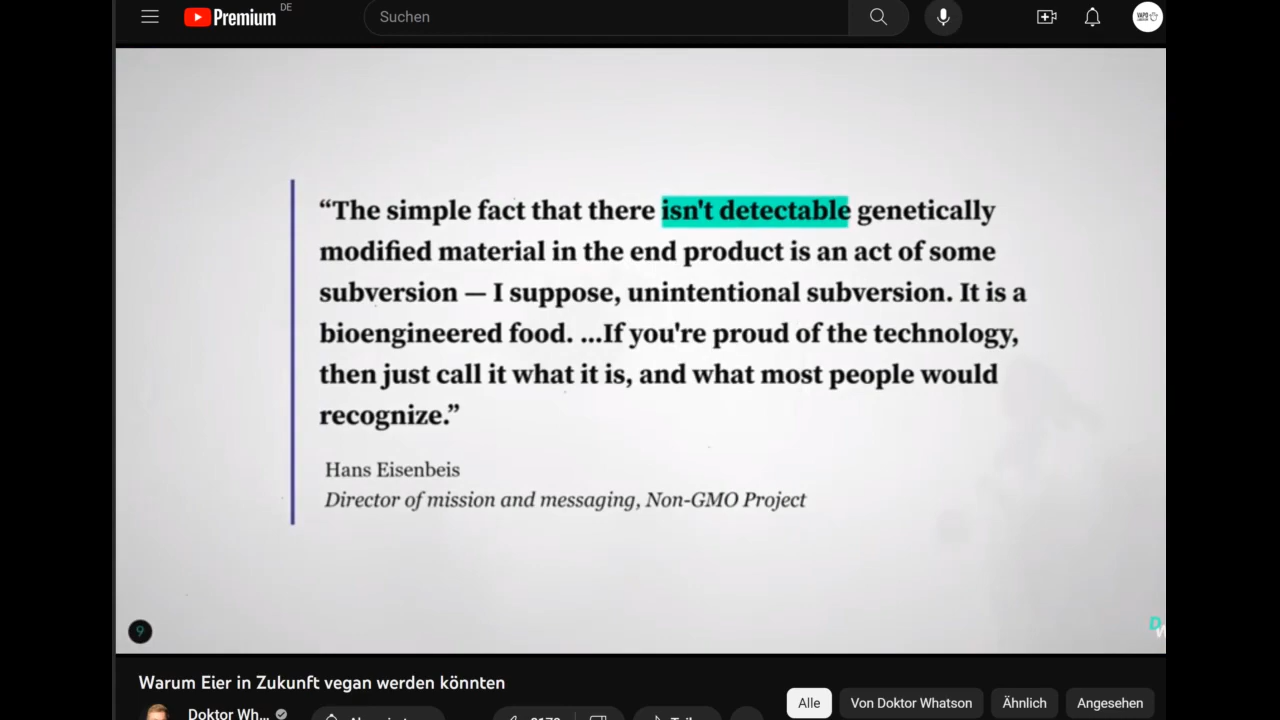 Premium DE
Suchen
“The simple fact that there isn't detectable genetically
modified material in the end product is an act of some
subversion — I suppose, unintentional subversion. It is a
bioengineered food. ...If you're proud of the technology,
then just call it what it is, and what most people would
recognize.”
Hans Eisenbeis
Director of mission and messaging, Non-GMO Project
9
Warum Eier in Zukunft vegan werden könnten
Doktor Wh...
Alle
Von Doktor Whatson
Ähnlich
Angesehen